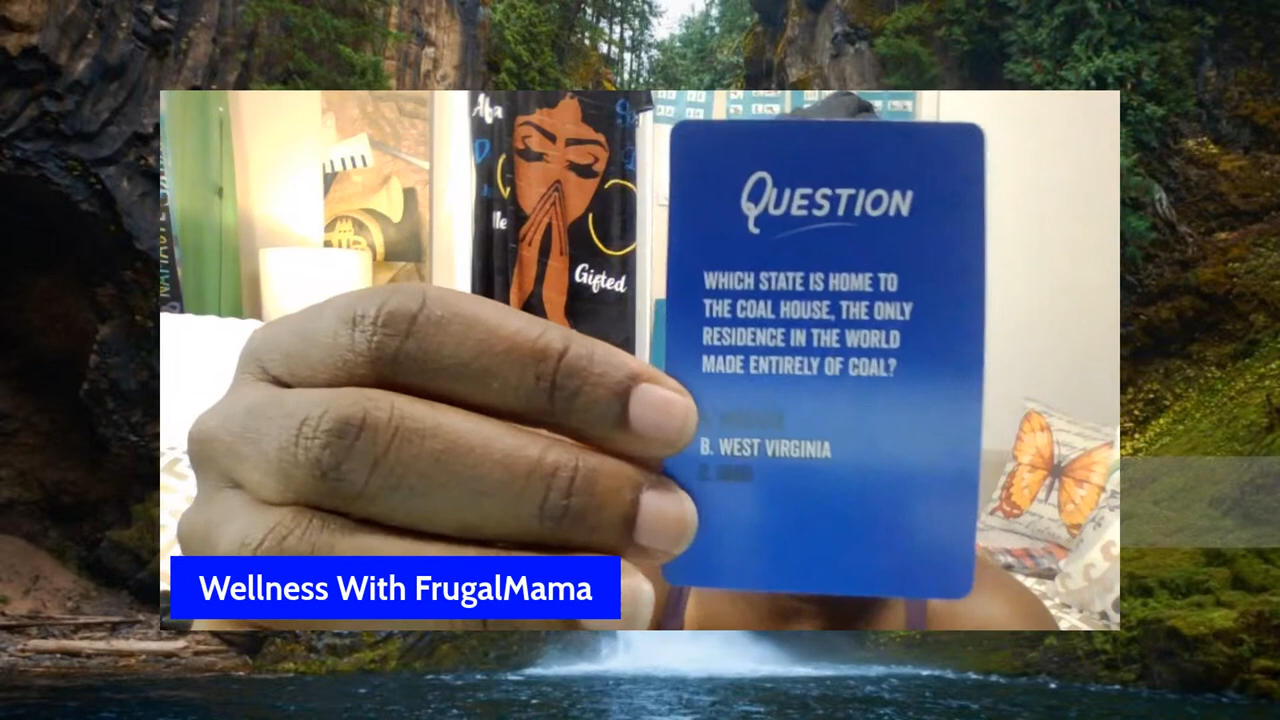 Gifted
QUESTION
WHICH STATE IS HOME TO
THE COAL HOUSE, THE ONLY
RESIDENCE IN THE WORLD
MADE ENTIRELY OF COAL?
B. WEST VIRGINIA
Wellness With FrugalMama